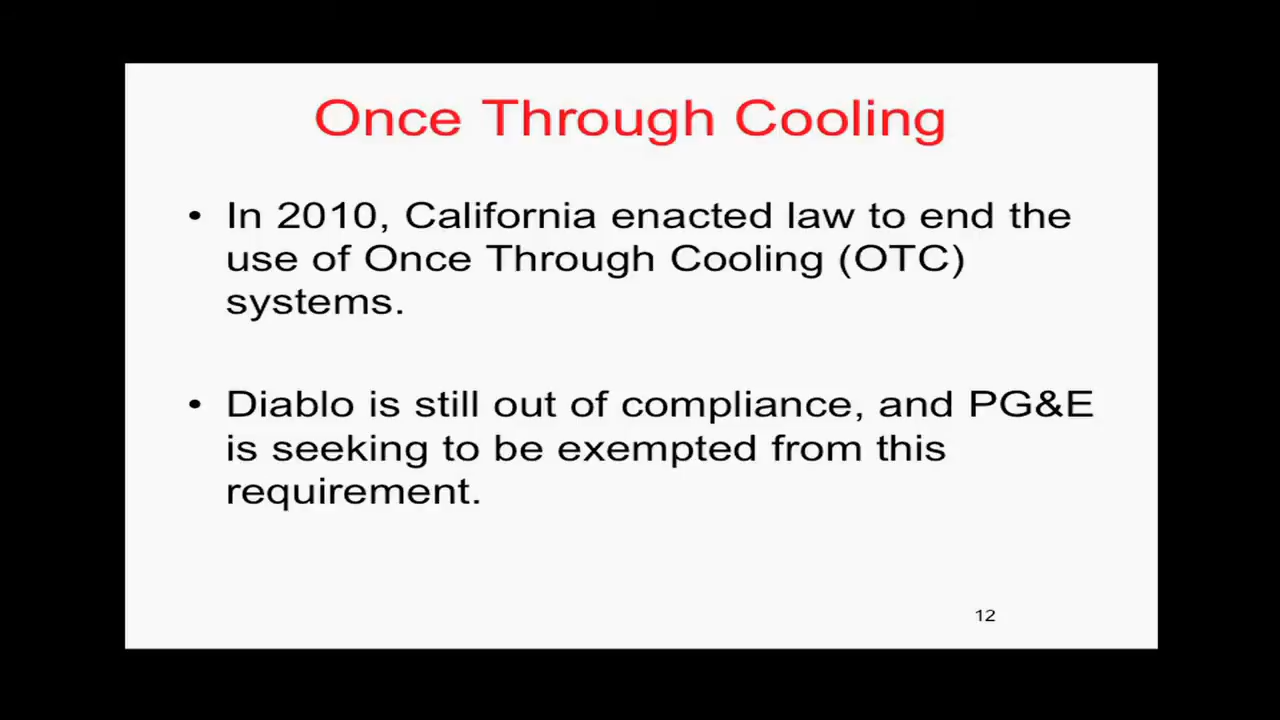 Once Through Cooling
• In 2010, California enacted law to end the
use of Once Through Cooling (OTC)
systems.
• Diablo is still out of compliance, and PG&E
is seeking to be exempted from this
requirement.
12